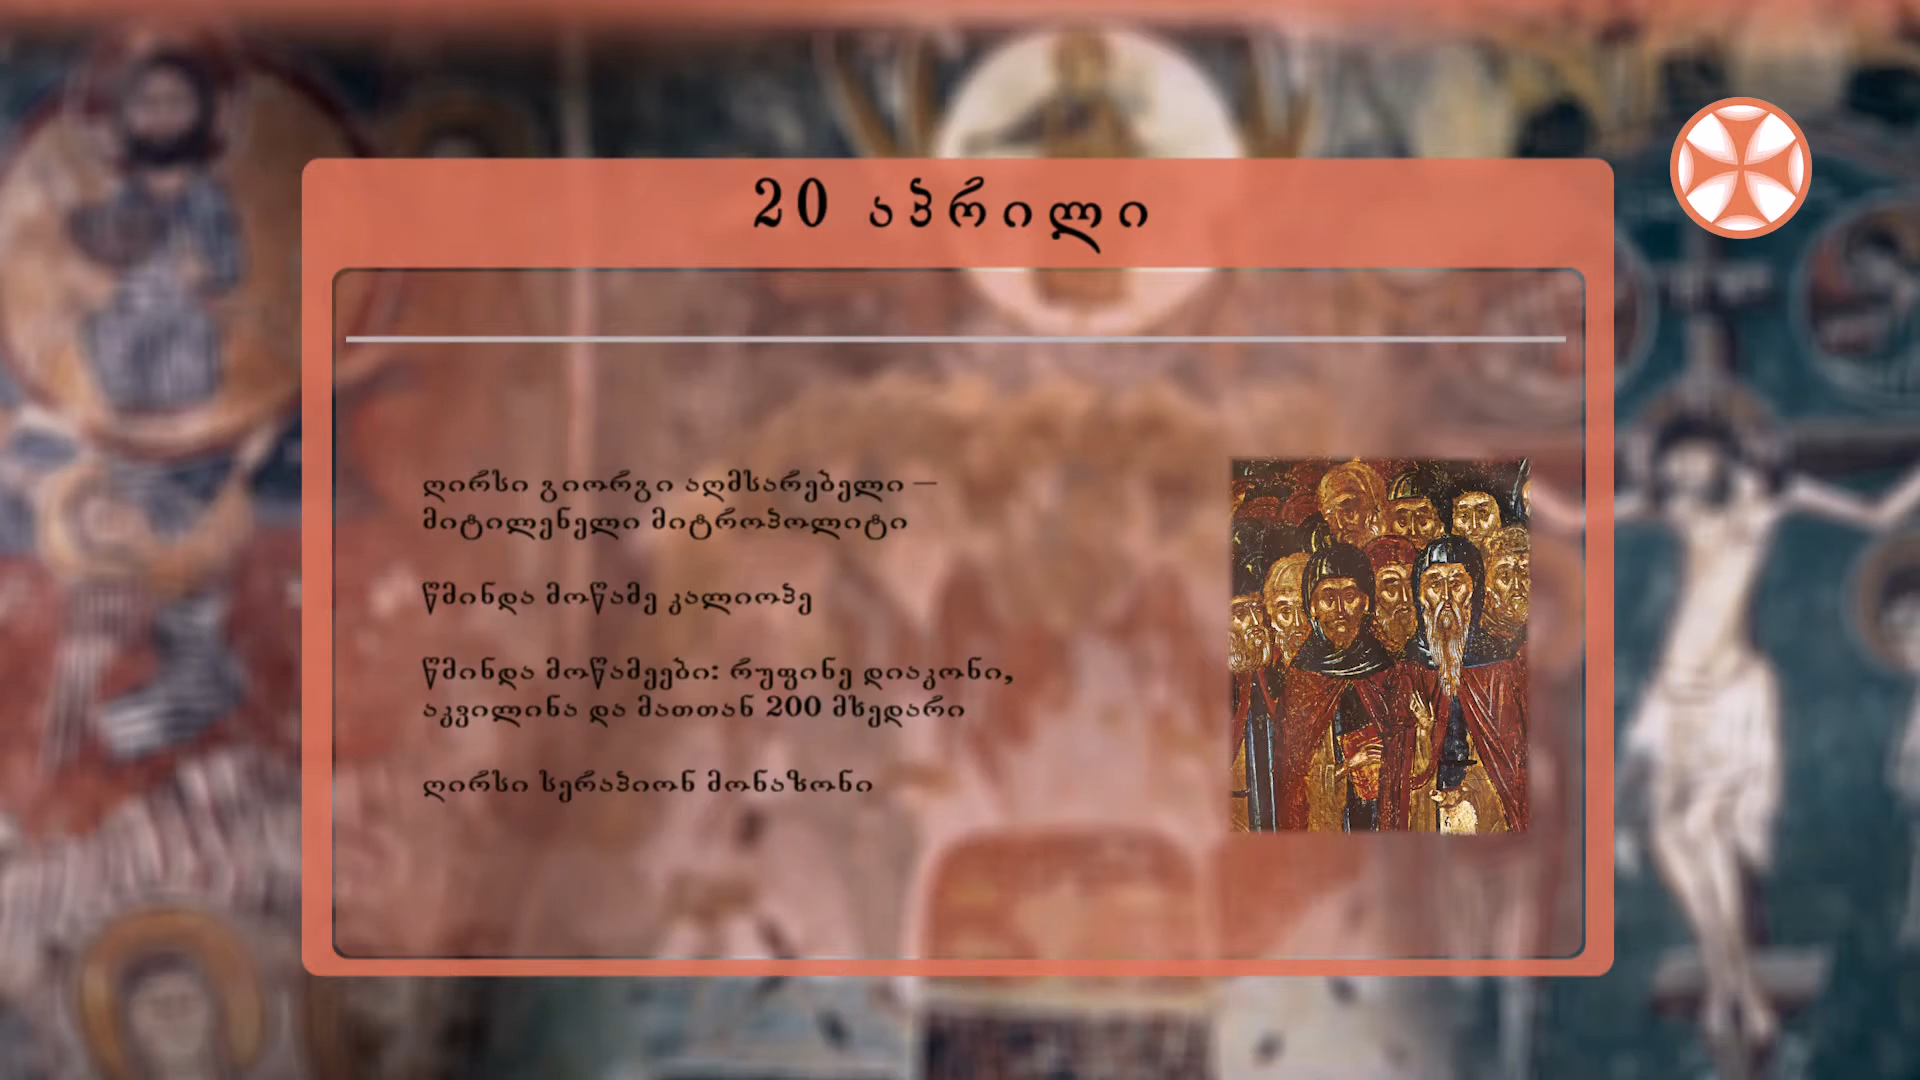 20 აპრილი
ღირსი გიორგი აღმსარებელი –
მიტილენელი მიტროპოლიტი
წმინდა მოწამე კალიოპე
წმინდა მოწამეები: რუფინე დიაკონი,
აკვილინა და მათთან 200 მხედარი
ღირსი სერაპიონ მონაზონი